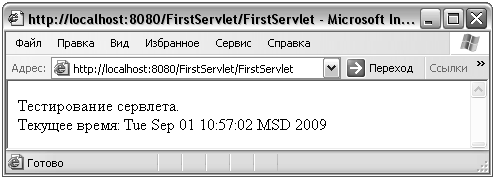 http://localhost:8080/FirstServlet/FirstServlet - Microsoft In...
Файл Правка Вид Избранное Сервис Справка
Адрес: http://localhost:8080/FirstServlet/FirstServlet Переход Ссылки »
Тестирование сервлета.
Текущее время: Tue Sep 01 10:57:02 MSD 2009
Готово